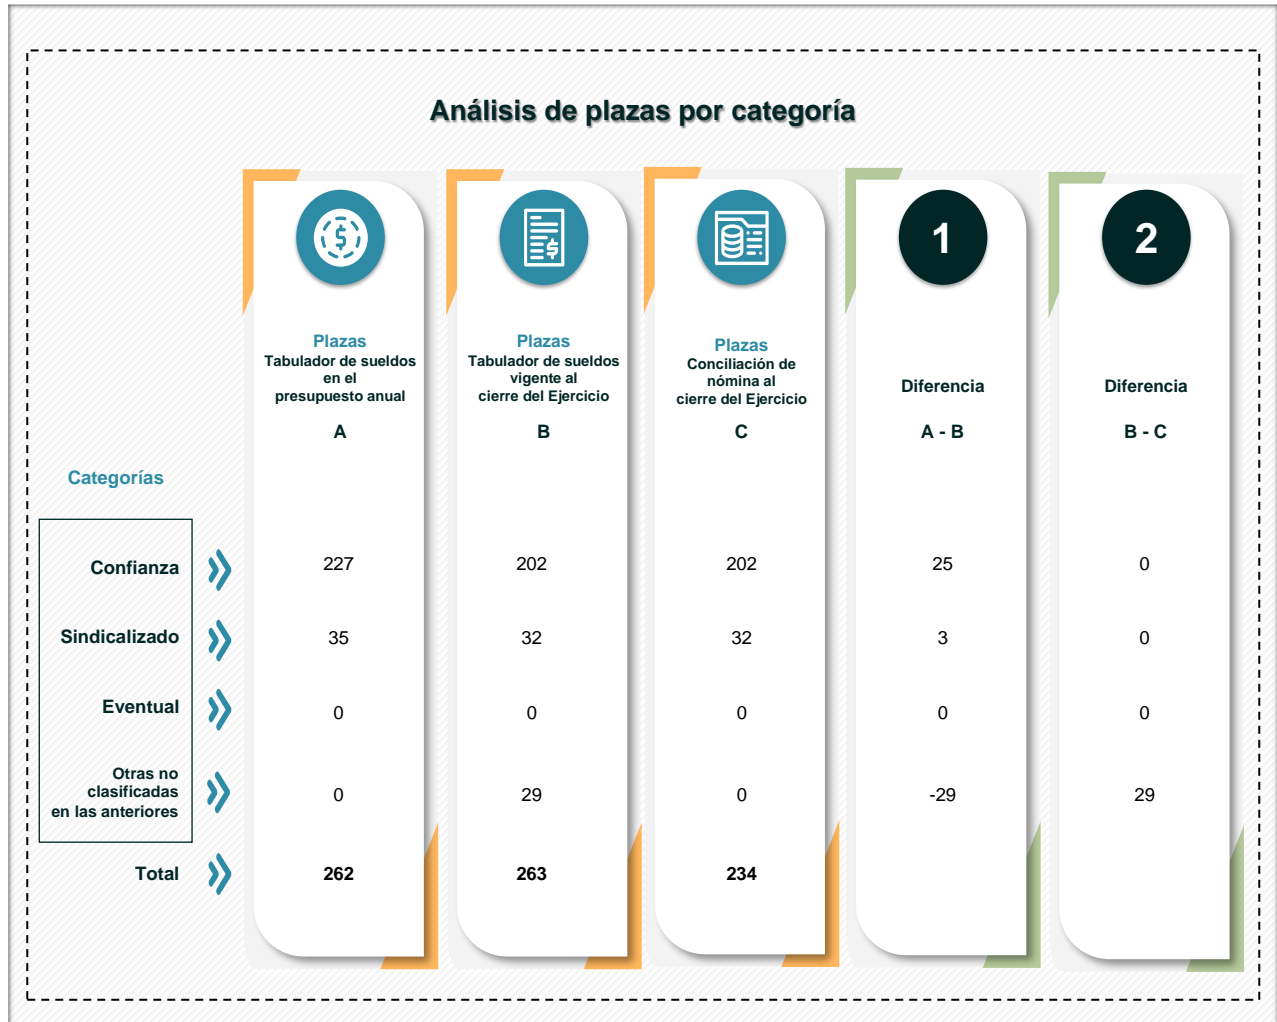 Análisis de plazas por categoría
1
2
Plazas
Tabulador de sueldos
en el
presupuesto anual
A
Plazas
Tabulador de sueldos
vigente al
cierre del Ejercicio
B
Plazas
Conciliación de
nómina al
cierre del Ejercicio
C
Diferencia
A - B
Diferencia
B - C
Categorías
Confianza 227 202 202 25 0
Sindicalizado 35 32 32 3 0
Eventual 0 0 0 0 0
Otras no
clasificadas
en las anteriores 0 29 0 -29 29
Total 262 263 234